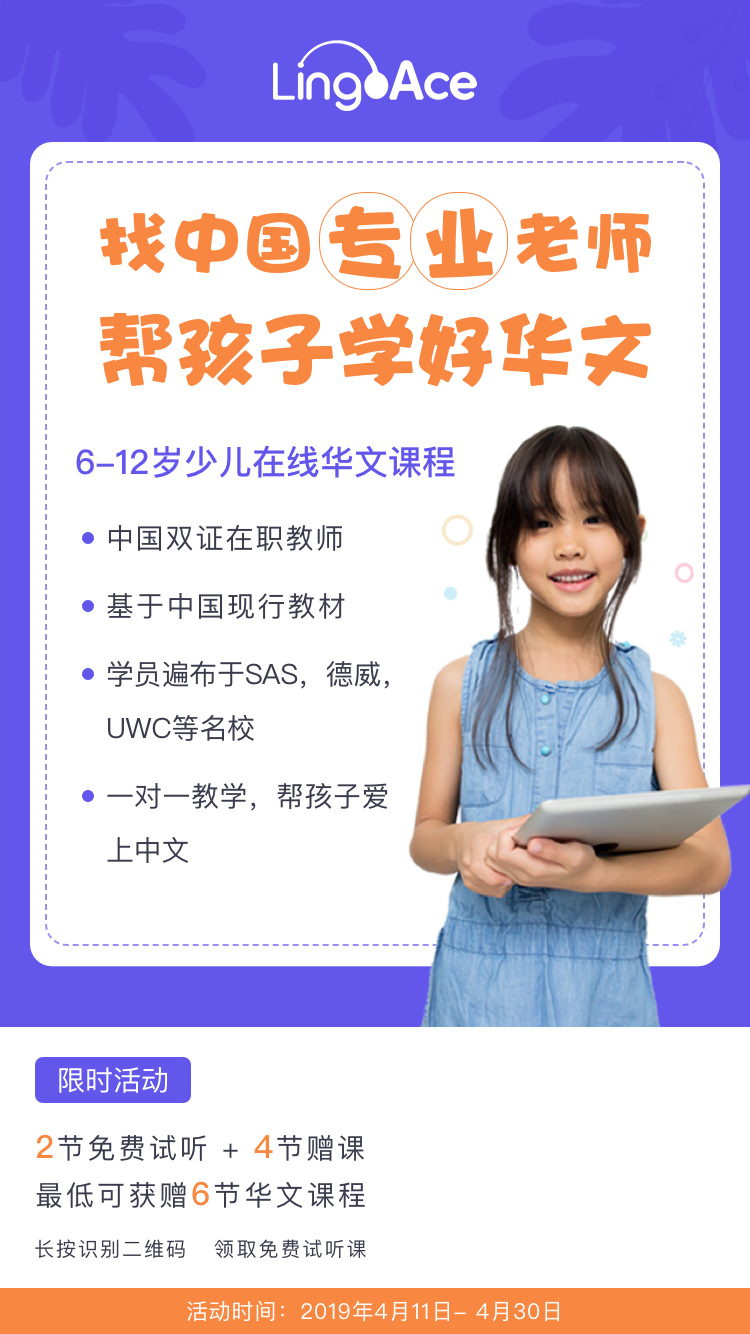 LingoAce
找中国专业老师
帮孩子学好华文
6-12岁少儿在线华文课程
中国双证在职教师
基于中国现行教材
学员遍布于SAS，德威，
UWC等名校
一对一教学，帮孩子爱
上中文
限时活动
2节免费试听 + 4节赠课
最低可获赠6节华文课程
长按识别二维码 领取免费试听课
活动时间：2019年4月11日- 4月30日